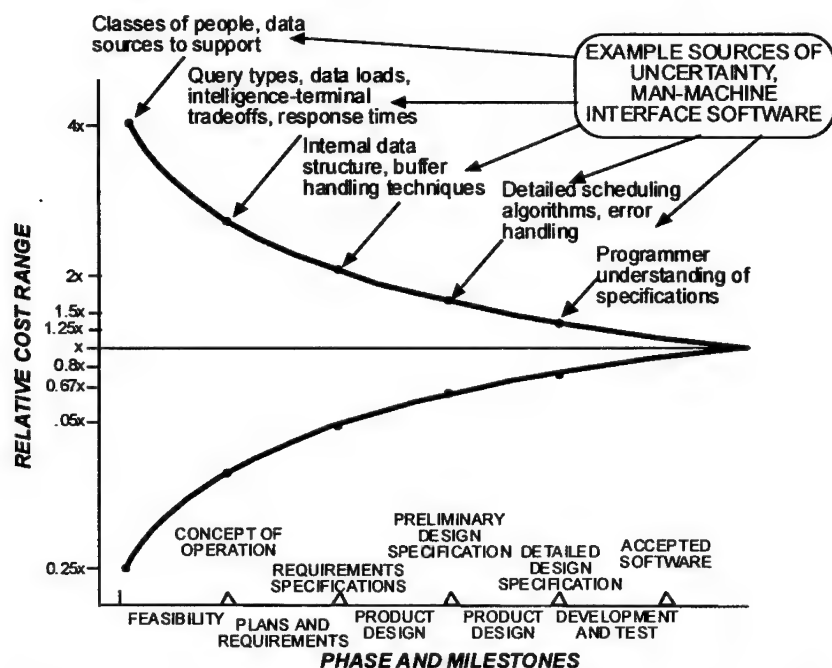 Classes of people, data
sources to support
Query types, data loads,
intelligence-terminal
tradeoffs, response times
Internal data
structure, buffer
handling techniques
Detailed scheduling
algorithms, error
handling
Programmer
understanding of
specifications
EXAMPLE SOURCES OF
UNCERTAINTY,
MAN-MACHINE
INTERFACE SOFTWARE
RELATIVE COST RANGE
4x
2x
1.5x
1.25x
x
0.8x
0.67x
.05x
0.25x
CONCEPT OF
OPERATION
REQUIREMENTS
SPECIFICATIONS
PRELIMINARY
DESIGN
SPECIFICATION
DETAILED
DESIGN
SPECIFICATION
ACCEPTED
SOFTWARE
FEASIBILITY
PLANS AND
REQUIREMENTS
PRODUCT
DESIGN
PRODUCT
DESIGN
DEVELOPMENT
AND TEST
PHASE AND MILESTONES